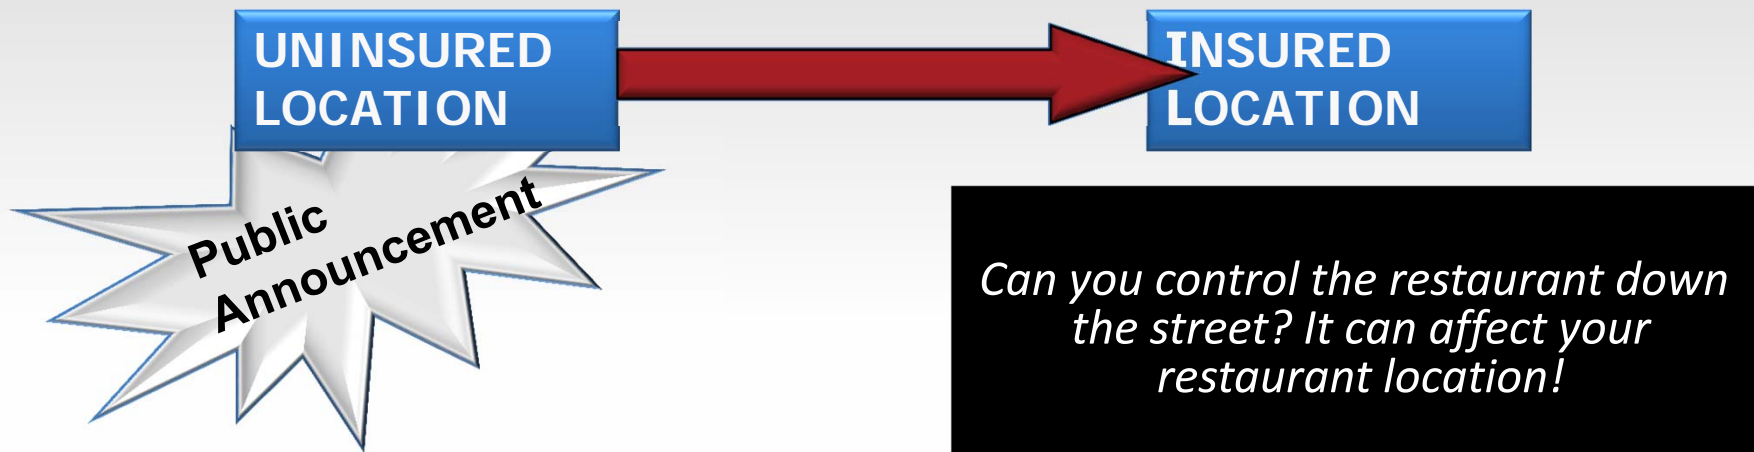 UNINSURED
LOCATION
INSURED
LOCATION
Public
Announcement
Can you control the restaurant down
the street? It can affect your
restaurant location!